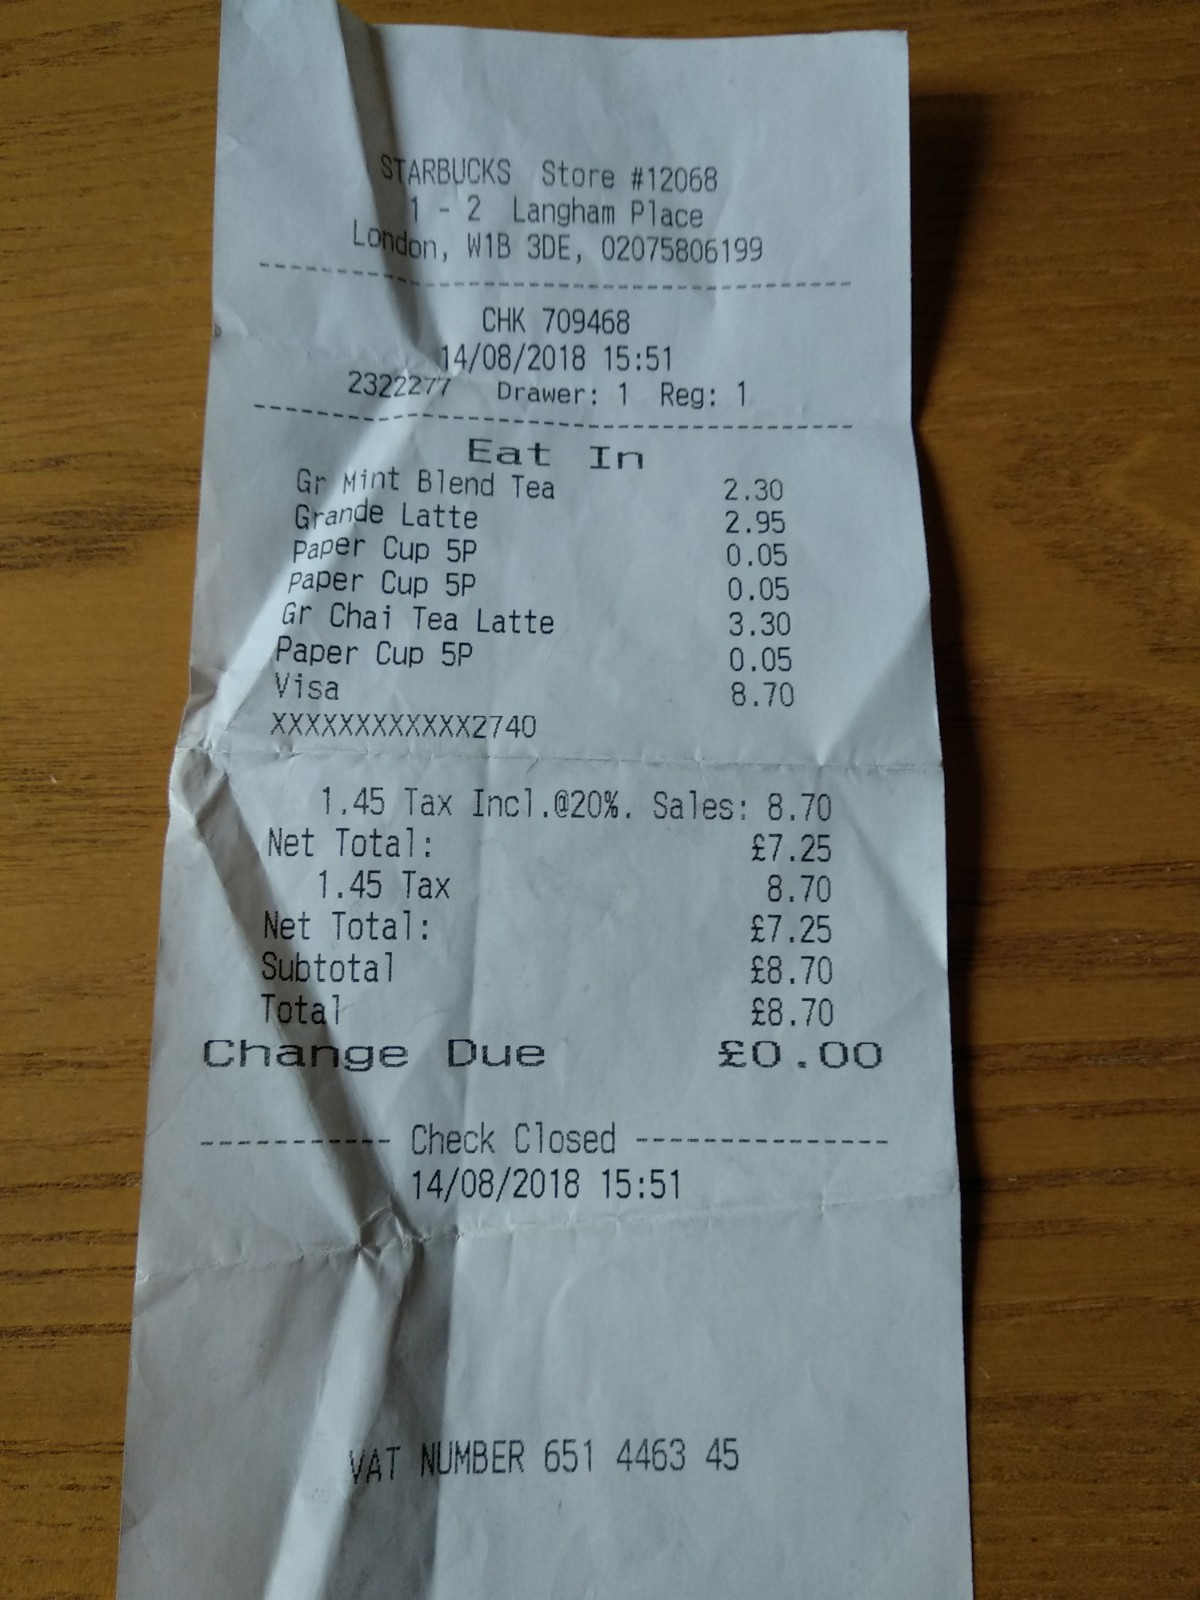 STARBUCKS Store #12068
1 - 2 Langham Place
London, W1B 3DE, 02075806199
------------------------------------------
CHK 709468
14/08/2018 15:51
2322277 Drawer: 1 Reg: 1
------------------------------------------
Eat In
Gr Mint Blend Tea 2.30
Grande Latte 2.95
Paper Cup 5P 0.05
Paper Cup 5P 0.05
Gr Chai Tea Latte 3.30
Paper Cup 5P 0.05
Visa 8.70
XXXXXXXXXXXX2740
1.45 Tax Incl.@20%. Sales: 8.70
Net Total: £7.25
1.45 Tax 8.70
Net Total: £7.25
Subtotal £8.70
Total £8.70
Change Due £0.00
----------- Check Closed ---------------
14/08/2018 15:51
VAT NUMBER 651 4463 45